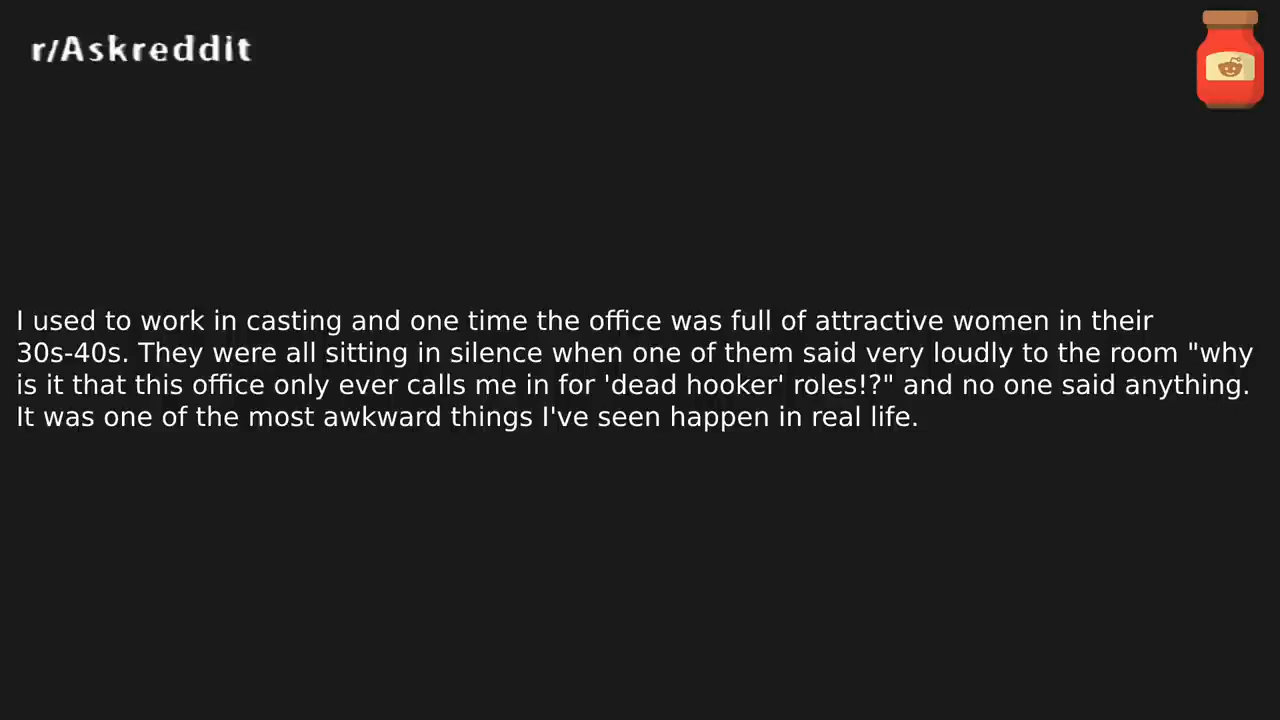 r/Askreddit
I used to work in casting and one time the office was full of attractive women in their
30s-40s. They were all sitting in silence when one of them said very loudly to the room "why
is it that this office only ever calls me in for 'dead hooker' roles!?" and no one said anything.
It was one of the most awkward things I've seen happen in real life.